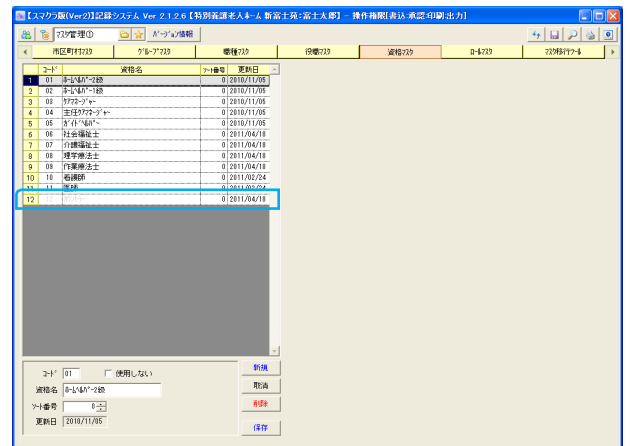 【スマクラ版(Ver2)】記録システム Ver 2.1.2.6【特別養護老人ホーム 新富士苑:富士太郎】 - 操作権限[書込:承認:印刷:出力]
マスタ管理① バージョン情報
市区町村マスタ グループマスタ 職種マスタ 役職マスタ 資格マスタ ロールマスタ マスタ移行ツール
コード 資格名 ソート番号 更新日
1 01 ホームヘルパー2級 0 2010/11/05
2 02 ホームヘルパー1級 0 2010/11/05
3 03 ケアマネージャー 0 2010/11/05
4 04 主任ケアマネージャー 0 2010/11/05
5 05 ガイドヘルパー 0 2010/11/05
6 06 社会福祉士 0 2011/04/18
7 07 介護福祉士 0 2011/04/18
8 08 理学療法士 0 2011/04/18
9 09 作業療法士 0 2011/04/18
10 10 看護師 0 2011/02/24
11 11 医師 0 2011/02/24
12 12 0 2011/04/18
コード 01 使用しない
資格名 ホームヘルパー2級
ソート番号 0
更新日 2010/11/05
新規
取消
削除
保存